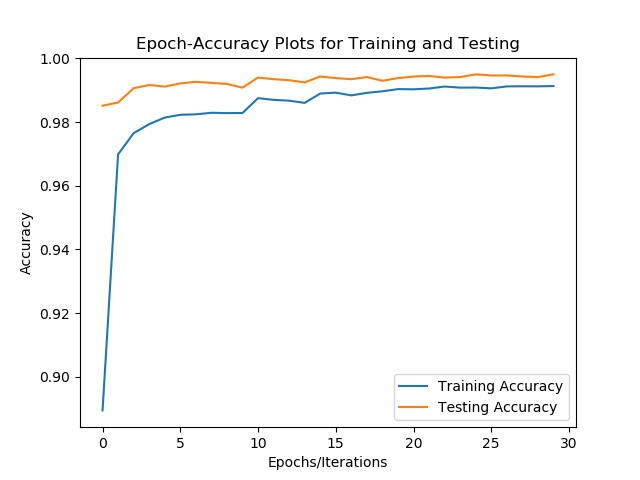 Epoch-Accuracy Plots for Training and Testing
1.00
0.98
0.96
0.94
0.92
0.90
Accuracy
Training Accuracy
Testing Accuracy
0 5 10 15 20 25 30
Epochs/Iterations